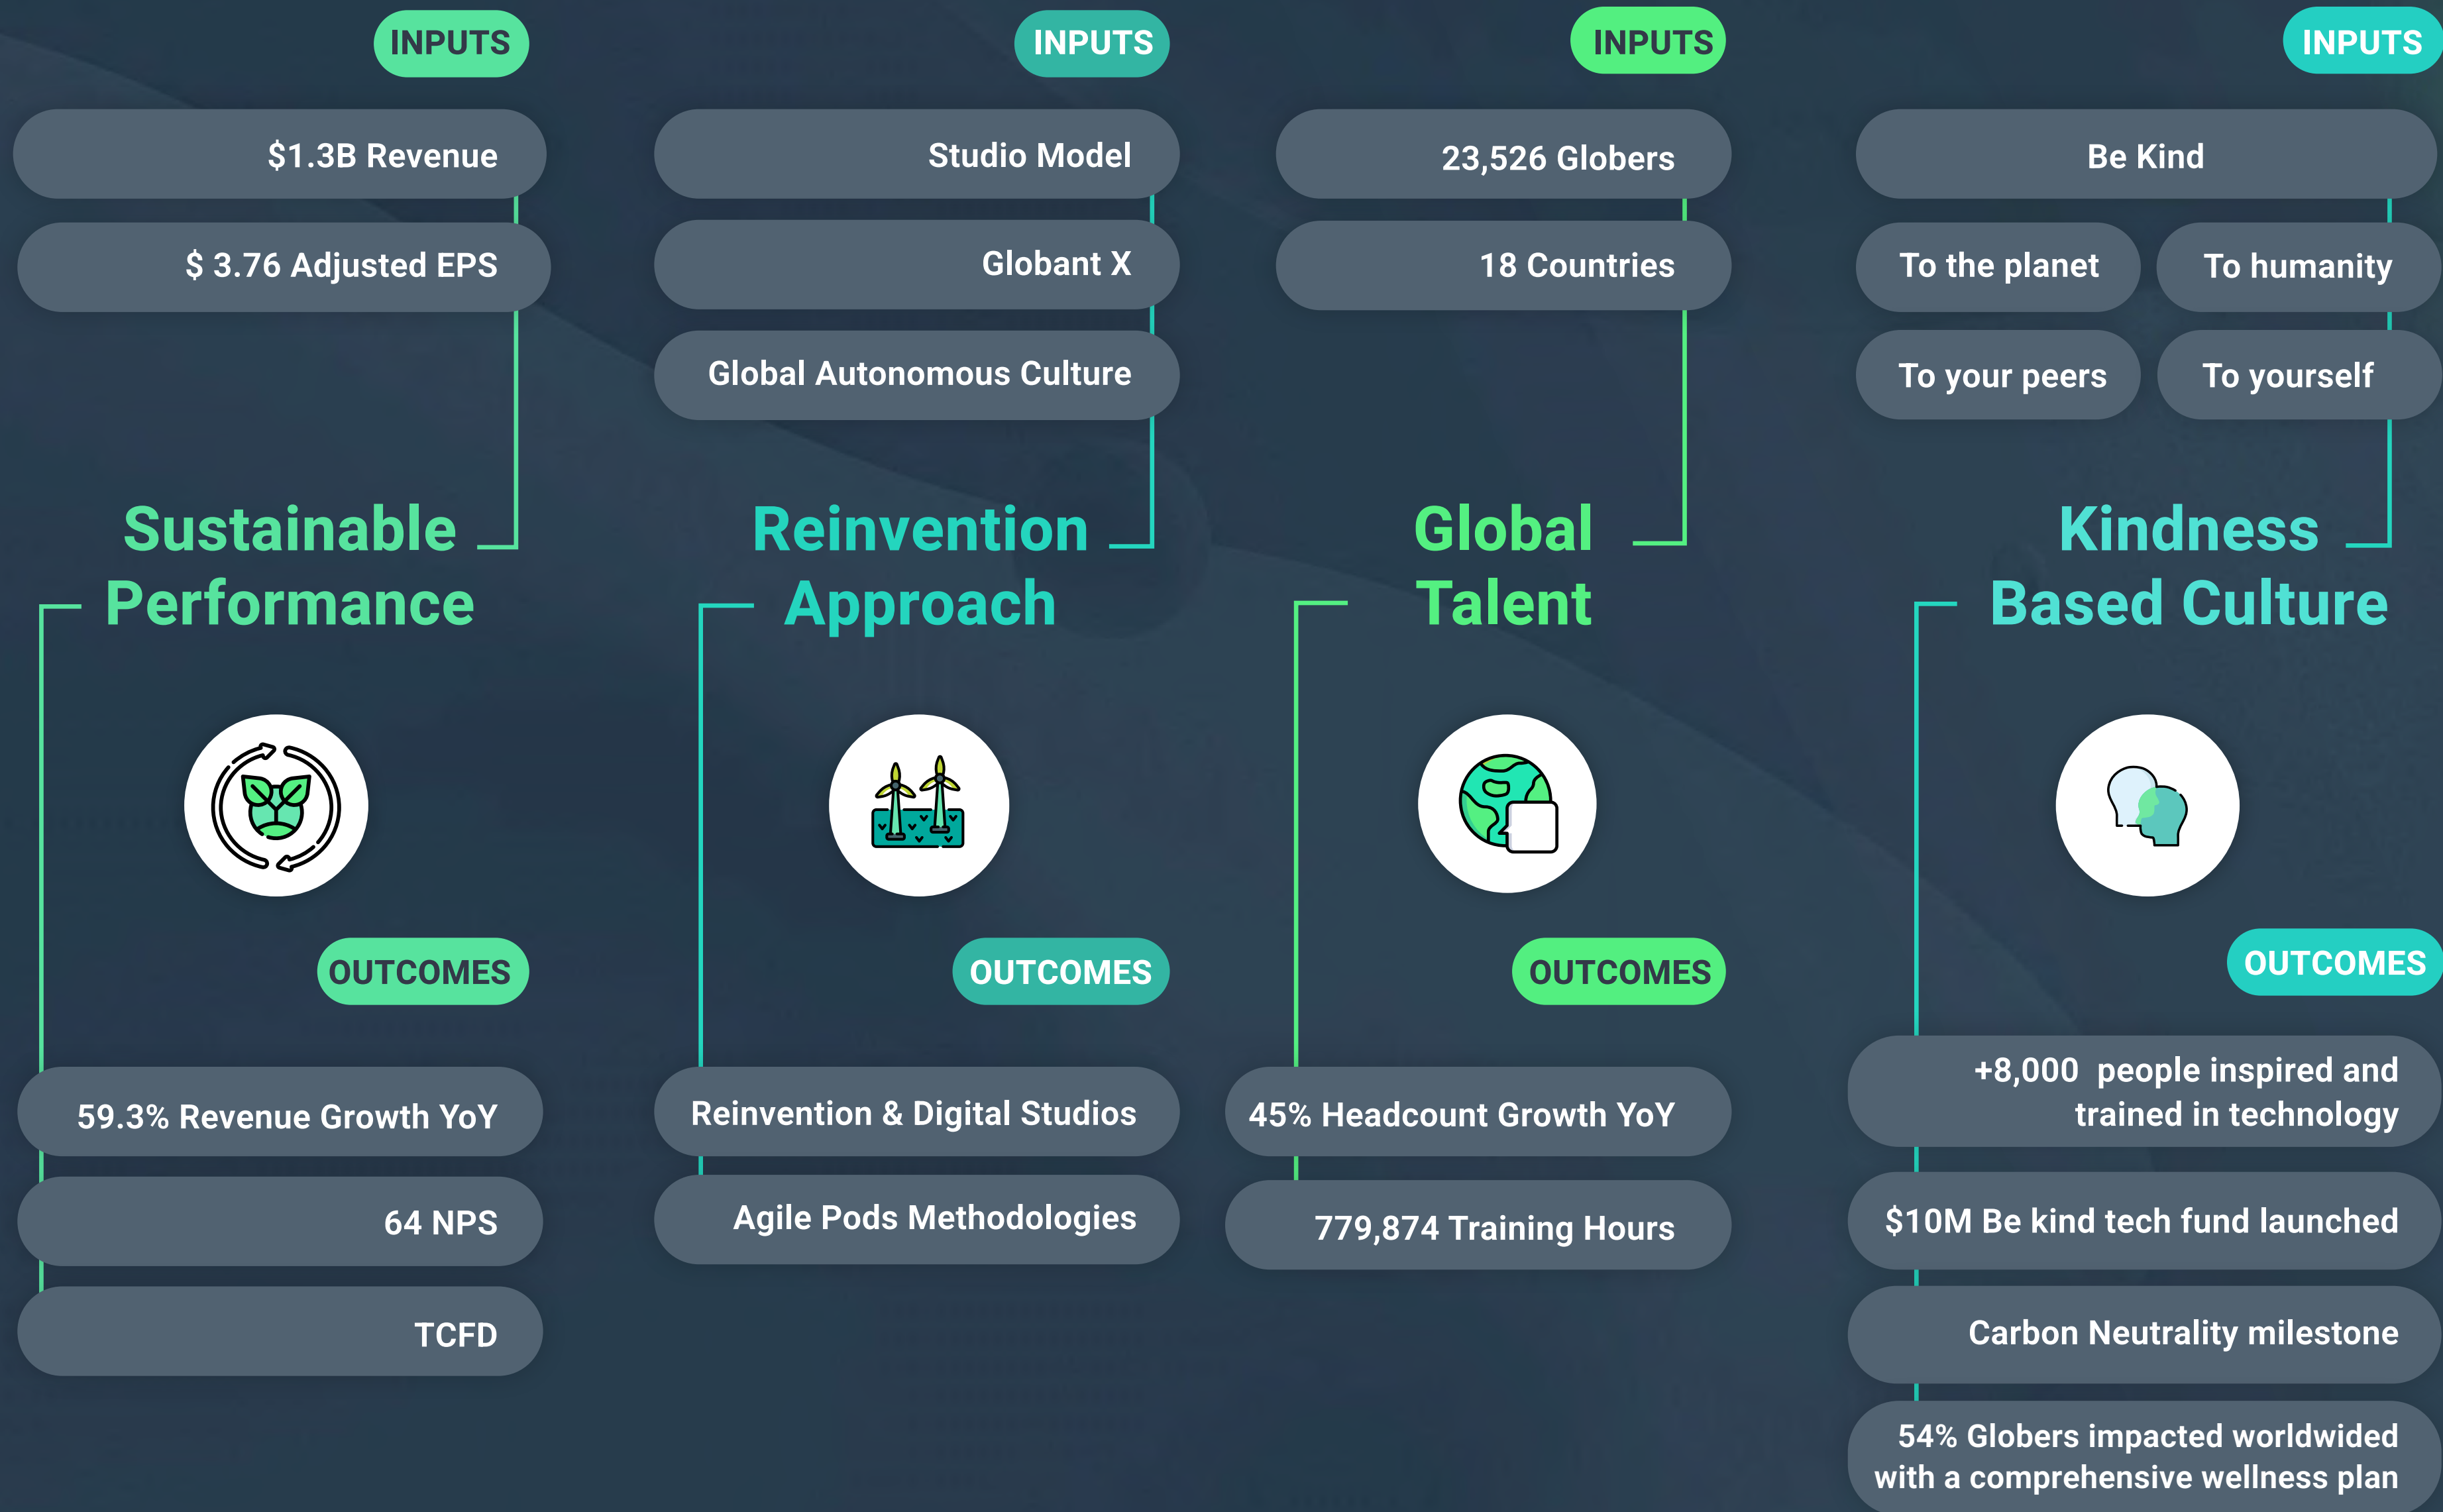 INPUTS
$1.3B Revenue
$ 3.76 Adjusted EPS
Sustainable
Performance
OUTCOMES
59.3% Revenue Growth YoY
64 NPS
TCFD
INPUTS
Studio Model
Globant X
Global Autonomous Culture
Reinvention
Approach
OUTCOMES
Reinvention & Digital Studios
Agile Pods Methodologies
INPUTS
23,526 Globers
18 Countries
Global
Talent
OUTCOMES
45% Headcount Growth YoY
779,874 Training Hours
INPUTS
Be Kind
To the planet
To humanity
To your peers
To yourself
Kindness
Based Culture
OUTCOMES
+8,000 people inspired and
trained in technology
$10M Be kind tech fund launched
Carbon Neutrality milestone
54% Globers impacted worldwided
with a comprehensive wellness plan